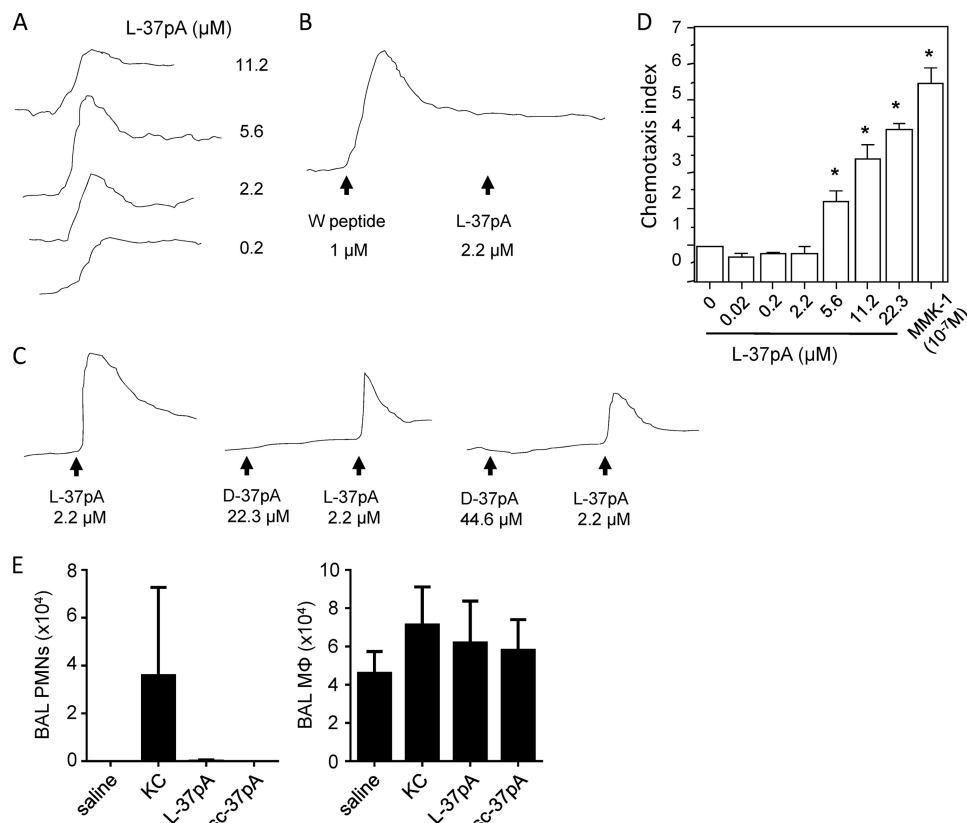 A
L-37pA (µM)
11.2
5.6
2.2
0.2
B
W peptide
1 µM
L-37pA
2.2 µM
C
L-37pA
2.2 µM
D-37pA
22.3 µM
L-37pA
2.2 µM
D-37pA
44.6 µM
L-37pA
2.2 µM
D
Chemotaxis index
7
6
5
4
3
2
1
0
*
*
*
*
0
0.02
0.2
2.2
5.6
11.2
22.3
MMK-1
(10⁻⁷M)
L-37pA (µM)
E
BAL PMNs (x10⁴)
8
6
4
2
0
saline
KC
L-37pA
sc-37pA
BAL MΦ (x10⁴)
10
8
6
4
2
0
saline
KC
L-37pA
sc-37pA